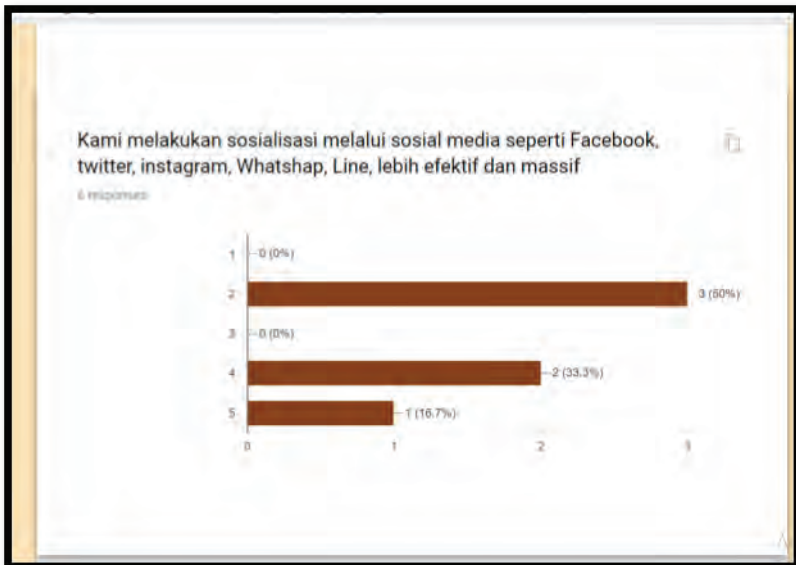 Kami melakukan sosialisasi melalui sosial media seperti Facebook,
twitter, instagram, Whatshap, Line, lebih efektif dan massif
6 responses
1 0 (0%)
2 3 (50%)
3 0 (0%)
4 2 (33.3%)
5 1 (16.7%)
0 1 2 3